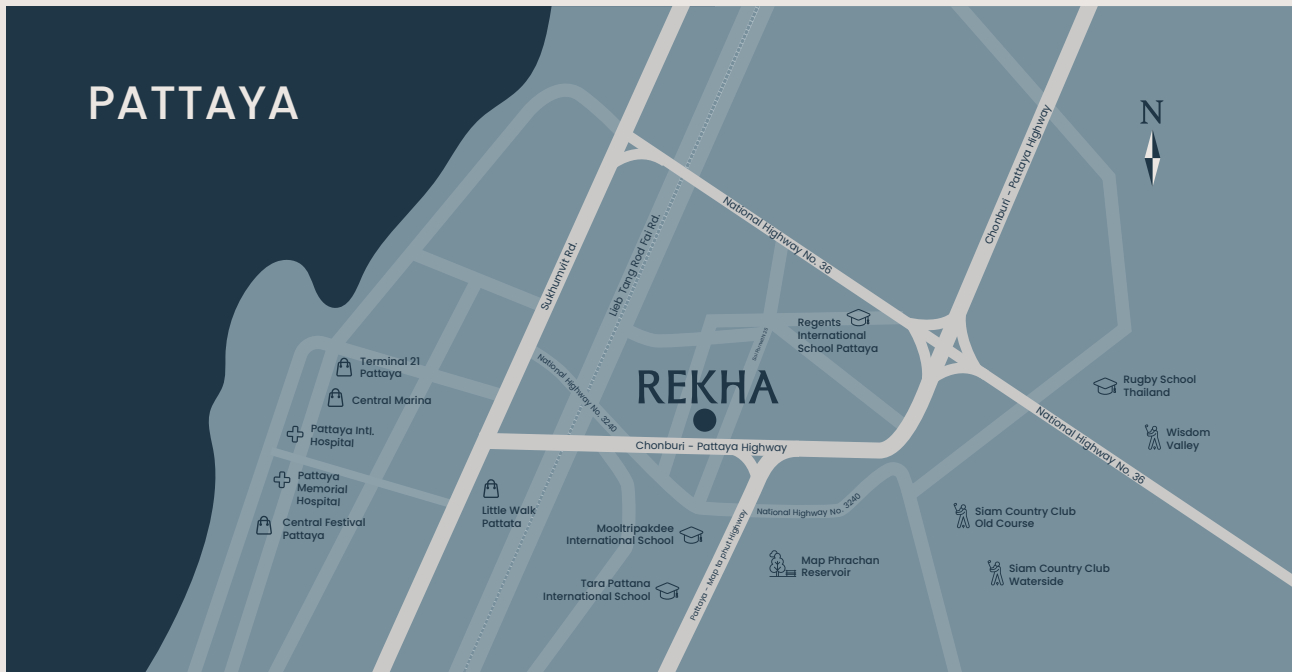 PATTAYA
N
Sukhumvit Rd.
Lieb Tang Rod Fai Rd.
National Highway No. 36
Chonburi - Pattaya Highway
Regents
International
School Pattaya
Terminal 21
Pattaya
Central Marina
Pattaya Intl.
Hospital
Pattaya
Memorial
Hospital
Central Festival
Pattaya
National Highway No. 3240
REKHA
Chonburi - Pattaya Highway
Rugby School
Thailand
National Highway No. 36
Wisdom
Valley
Little Walk
Pattata
Mooltripakdee
International School
Tara Pattana
International School
Pattaya - Map ta phut Highway
National Highway No. 3240
Map Phrachan
Reservoir
Siam Country Club
Old Course
Siam Country Club
Waterside